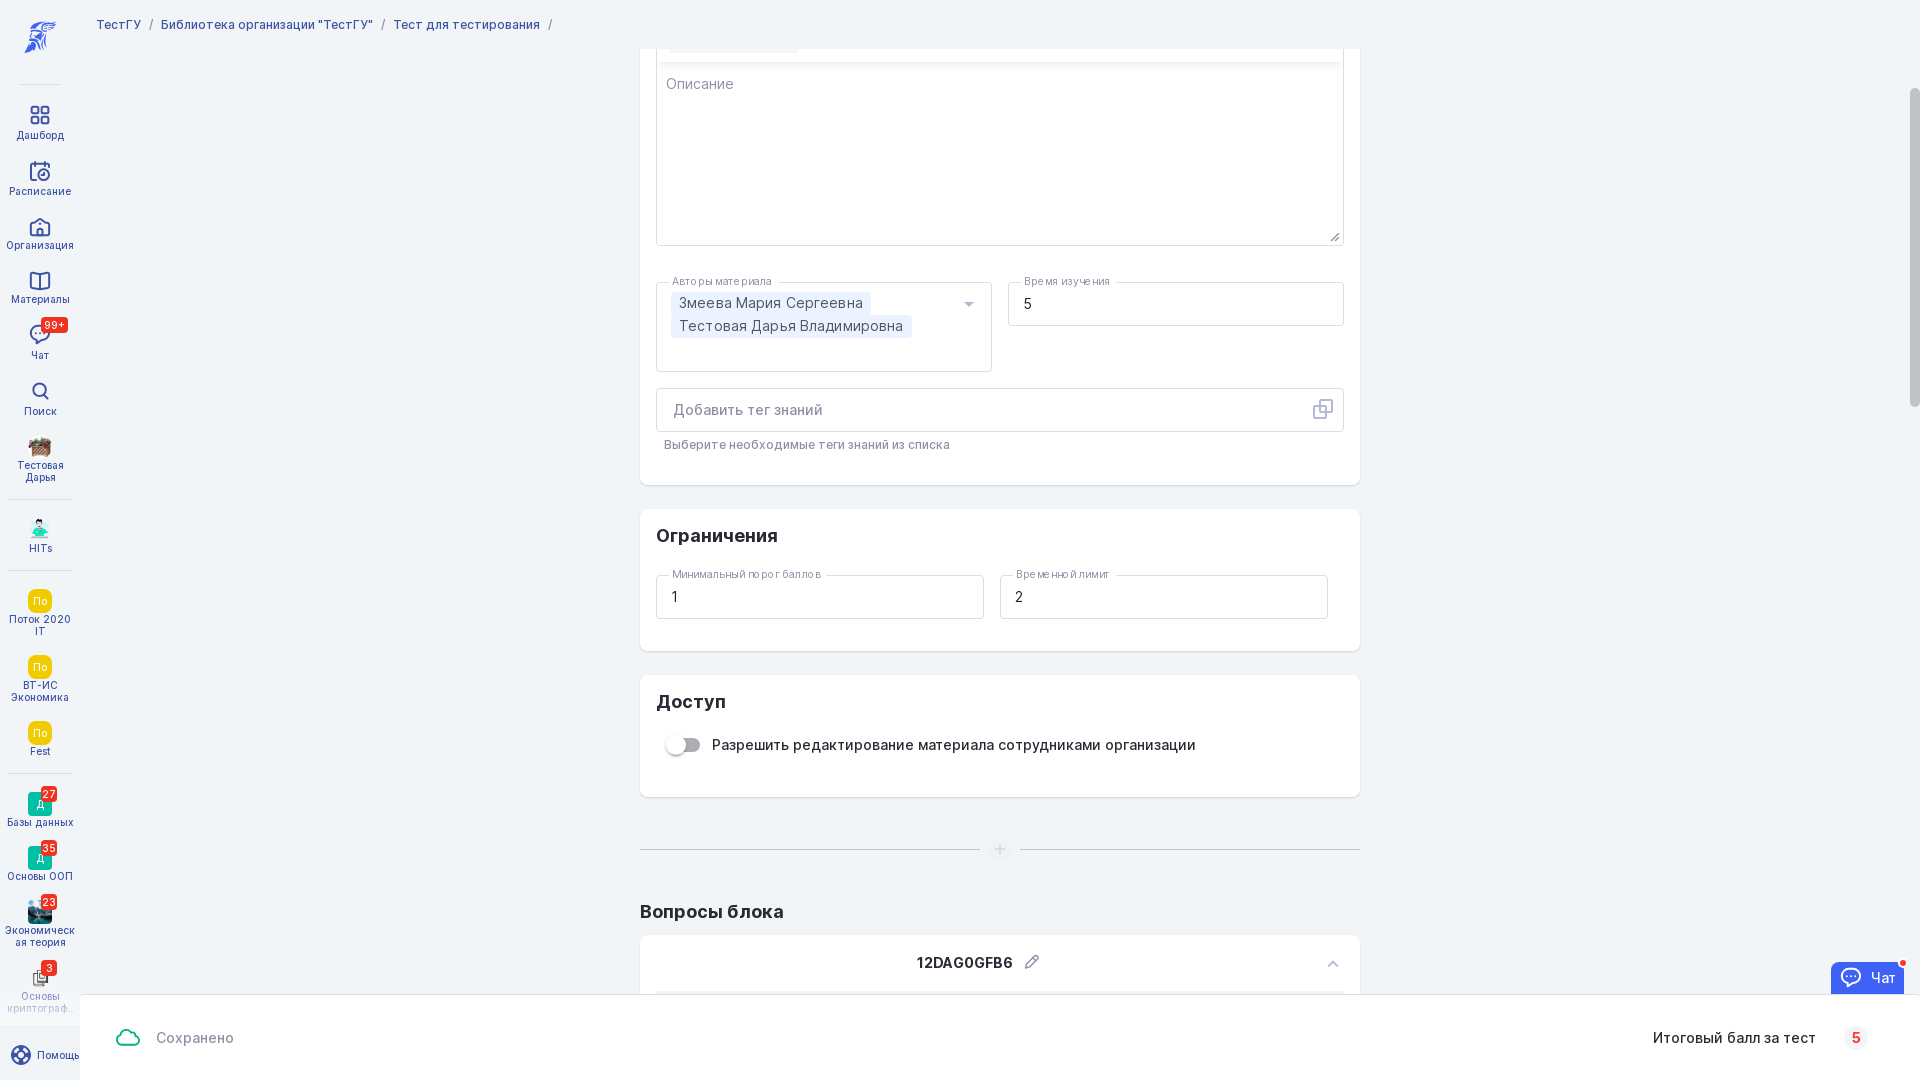 ТестГУ / Библиотека организации "ТестГУ" / Тест для тестирования /
Дашборд
Расписание
Организация
Материалы
99+
Чат
Поиск
Тестовая
Дарья
HITs
По
Поток 2020
IT
По
ВТ-ИС
Экономика
По
Fest
27
Д
Базы данных
35
Д
Основы ООП
23
Экономическ
ая теория
3
Основы
криптограф...
Помощь
Описание
Авторы материала
Змеева Мария Сергеевна
Тестовая Дарья Владимировна
Время изучения
5
Добавить тег знаний
Выберите необходимые теги знаний из списка
Ограничения
Минимальный порог баллов
1
Временной лимит
2
Доступ
Разрешить редактирование материала сотрудниками организации
Вопросы блока
12DAG0GFB6
Чат
Сохранено
Итоговый балл за тест 5